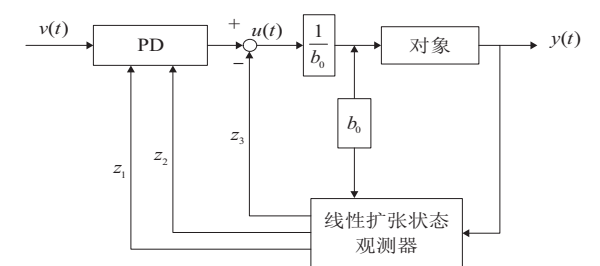 v(t)
PD
+
−
u(t)
1
b₀
对象
y(t)
b₀
z₃
z₂
z₁
线性扩张状态
观测器